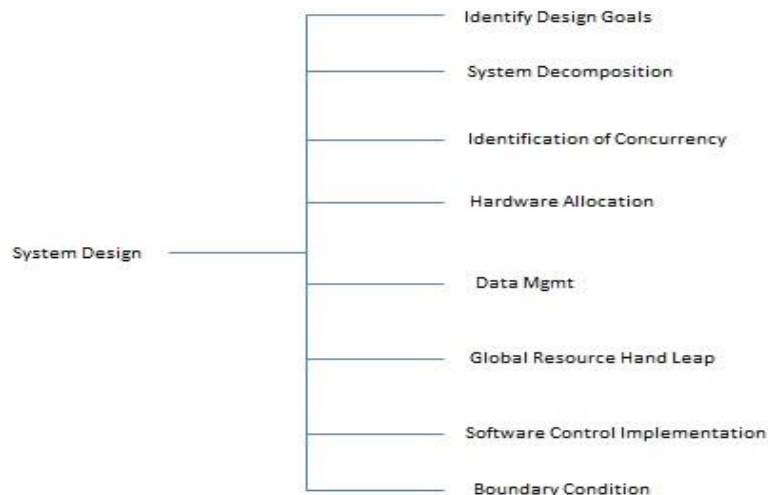 Identify Design Goals
System Decomposition
Identification of Concurrency
Hardware Allocation
System Design
Data Mgmt
Global Resource Hand Leap
Software Control Implementation
Boundary Condition